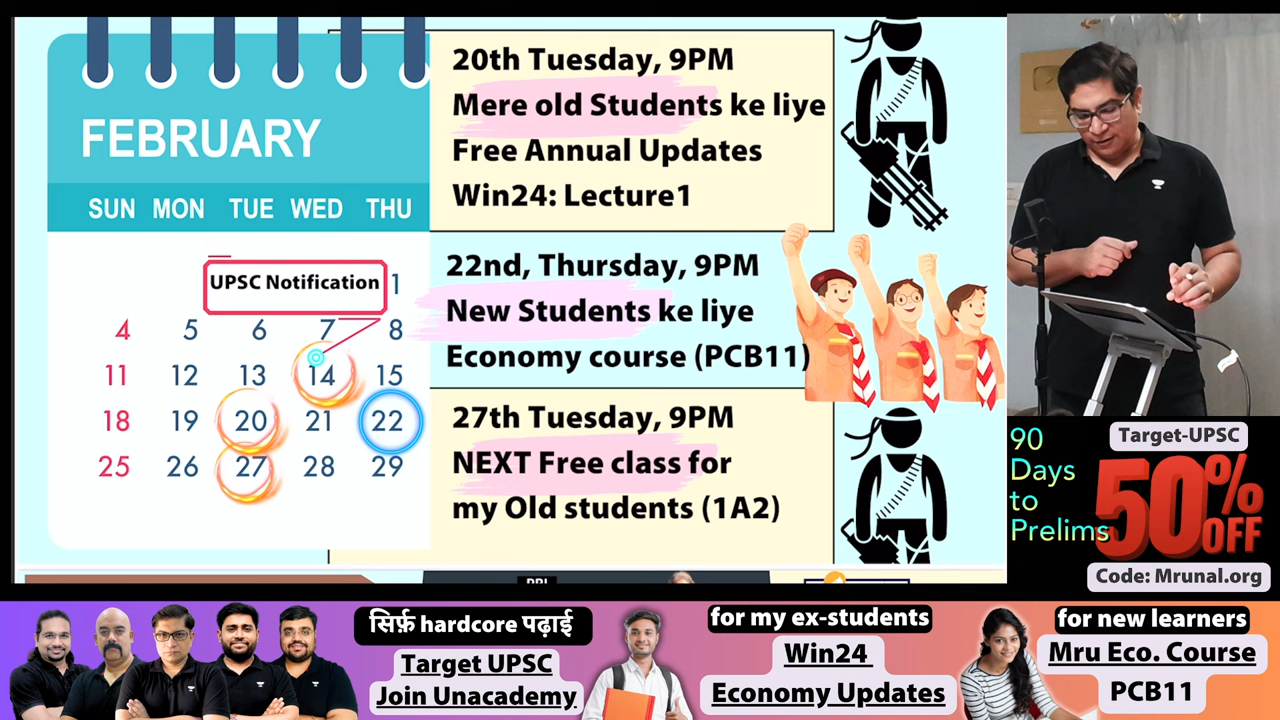 FEBRUARY
SUN MON TUE WED THU
UPSC Notification 1
4 5 6 7 8
11 12 13 14 15
18 19 20 21 22
25 26 27 28 29
20th Tuesday, 9PM
Mere old Students ke liye
Free Annual Updates
Win24: Lecture1
22nd, Thursday, 9PM
New Students ke liye
Economy course (PCB11)
27th Tuesday, 9PM
NEXT Free class for
my Old students (1A2)
90
Days
to
Prelims
Target-UPSC
50%
OFF
Code: Mrunal.org
सिर्फ़ hardcore पढ़ाई
Target UPSC
Join Unacademy
for my ex-students
Win24
Economy Updates
for new learners
Mru Eco. Course
PCB11